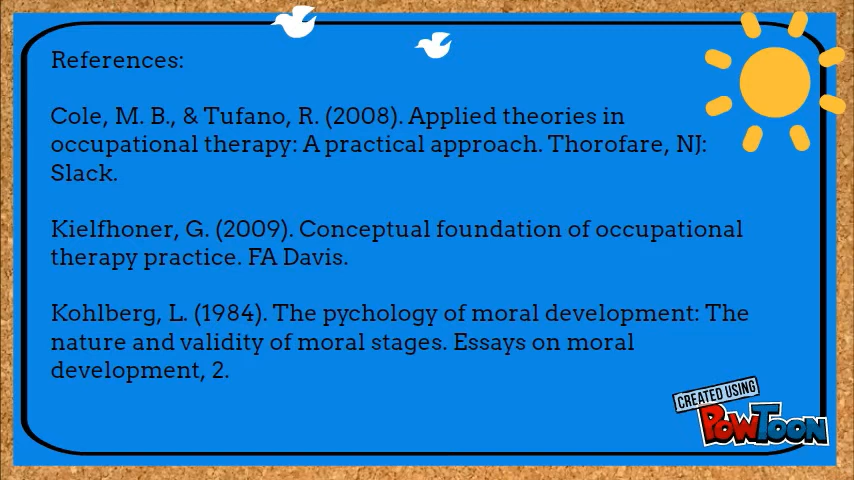 References:
Cole, M. B., & Tufano, R. (2008). Applied theories in
occupational therapy: A practical approach. Thorofare, NJ:
Slack.
Kielfhoner, G. (2009). Conceptual foundation of occupational
therapy practice. FA Davis.
Kohlberg, L. (1984). The pychology of moral development: The
nature and validity of moral stages. Essays on moral
development, 2.
CREATED USING
POWTOON